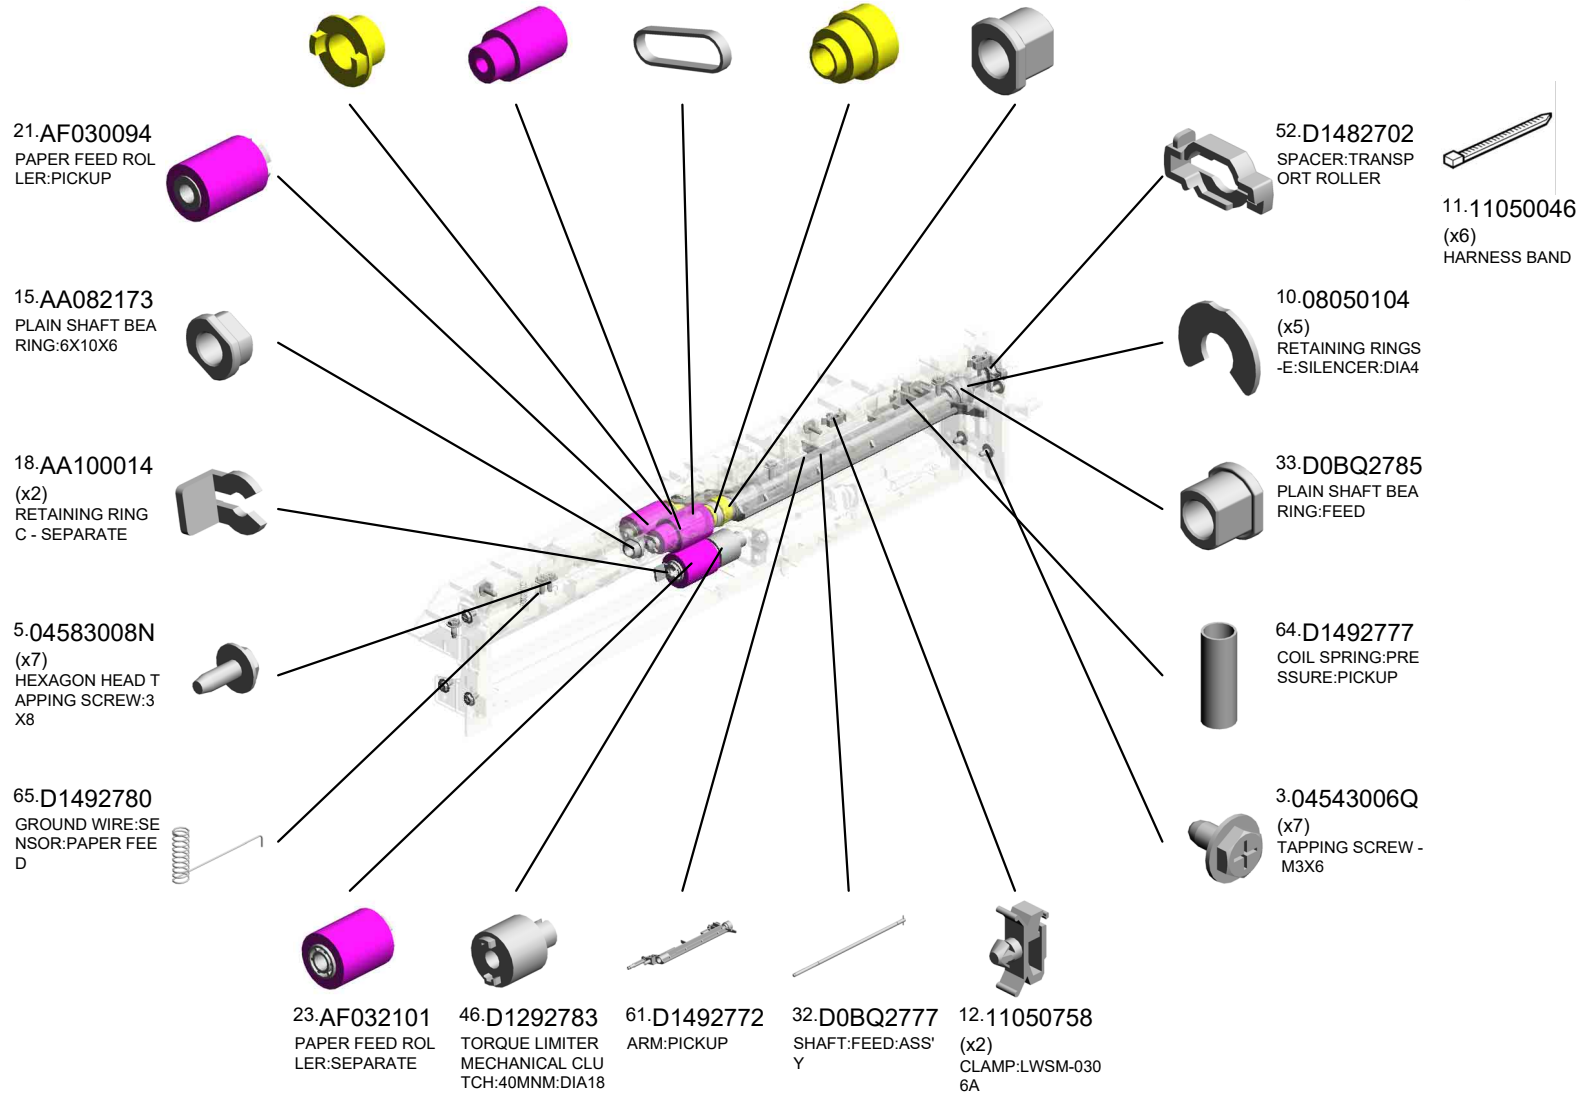 21.AF030094
PAPER FEED ROL
LER:PICKUP
15.AA082173
PLAIN SHAFT BEA
RING:6X10X6
18.AA100014
(x2)
RETAINING RING
C - SEPARATE
5.04583008N
(x7)
HEXAGON HEAD T
APPING SCREW:3
X8
65.D1492780
GROUND WIRE:SE
NSOR:PAPER FEE
D
23.AF032101
PAPER FEED ROL
LER:SEPARATE
46.D1292783
TORQUE LIMITER
MECHANICAL CLU
TCH:40MNM:DIA18
61.D1492772
ARM:PICKUP
32.D0BQ2777
SHAFT:FEED:ASS'
Y
12.11050758
(x2)
CLAMP:LWSM-030
6A
52.D1482702
SPACER:TRANSP
ORT ROLLER
11.11050046
(x6)
HARNESS BAND
10.08050104
(x5)
RETAINING RINGS
-E:SILENCER:DIA4
33.D0BQ2785
PLAIN SHAFT BEA
RING:FEED
64.D1492777
COIL SPRING:PRE
SSURE:PICKUP
3.04543006Q
(x7)
TAPPING SCREW -
M3X6